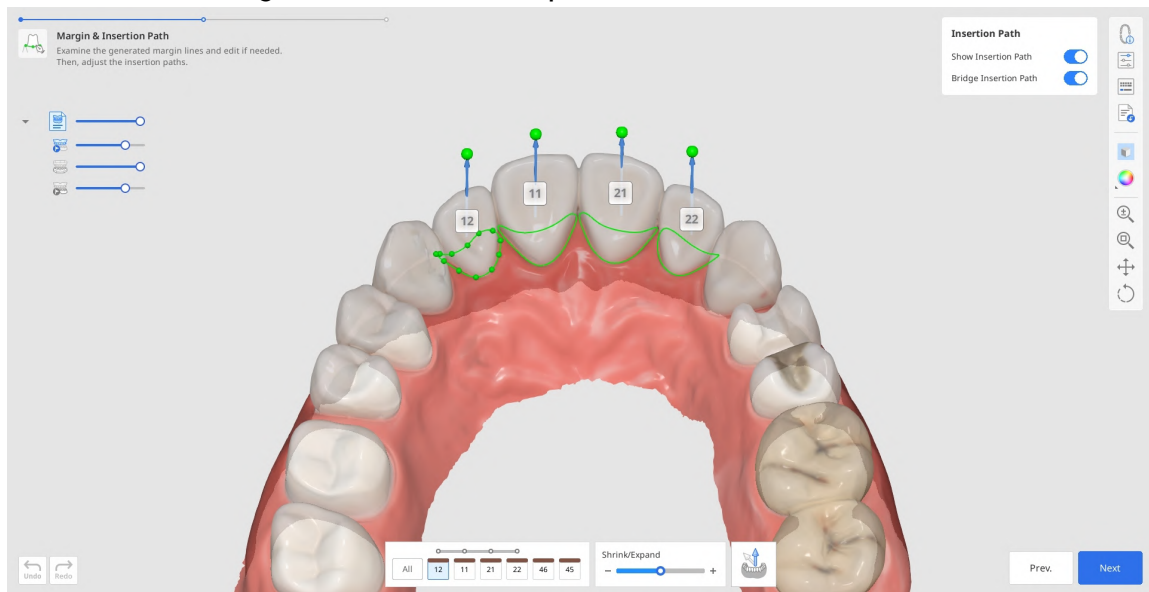 Margin & Insertion Path
Examine the generated margin lines and edit if needed.
Then, adjust the insertion paths.
Insertion Path
Show Insertion Path
Bridge Insertion Path
11
21
12
22
Shrink/Expand
All
12
11
21
22
46
45
−
+
Undo
Redo
Prev.
Next